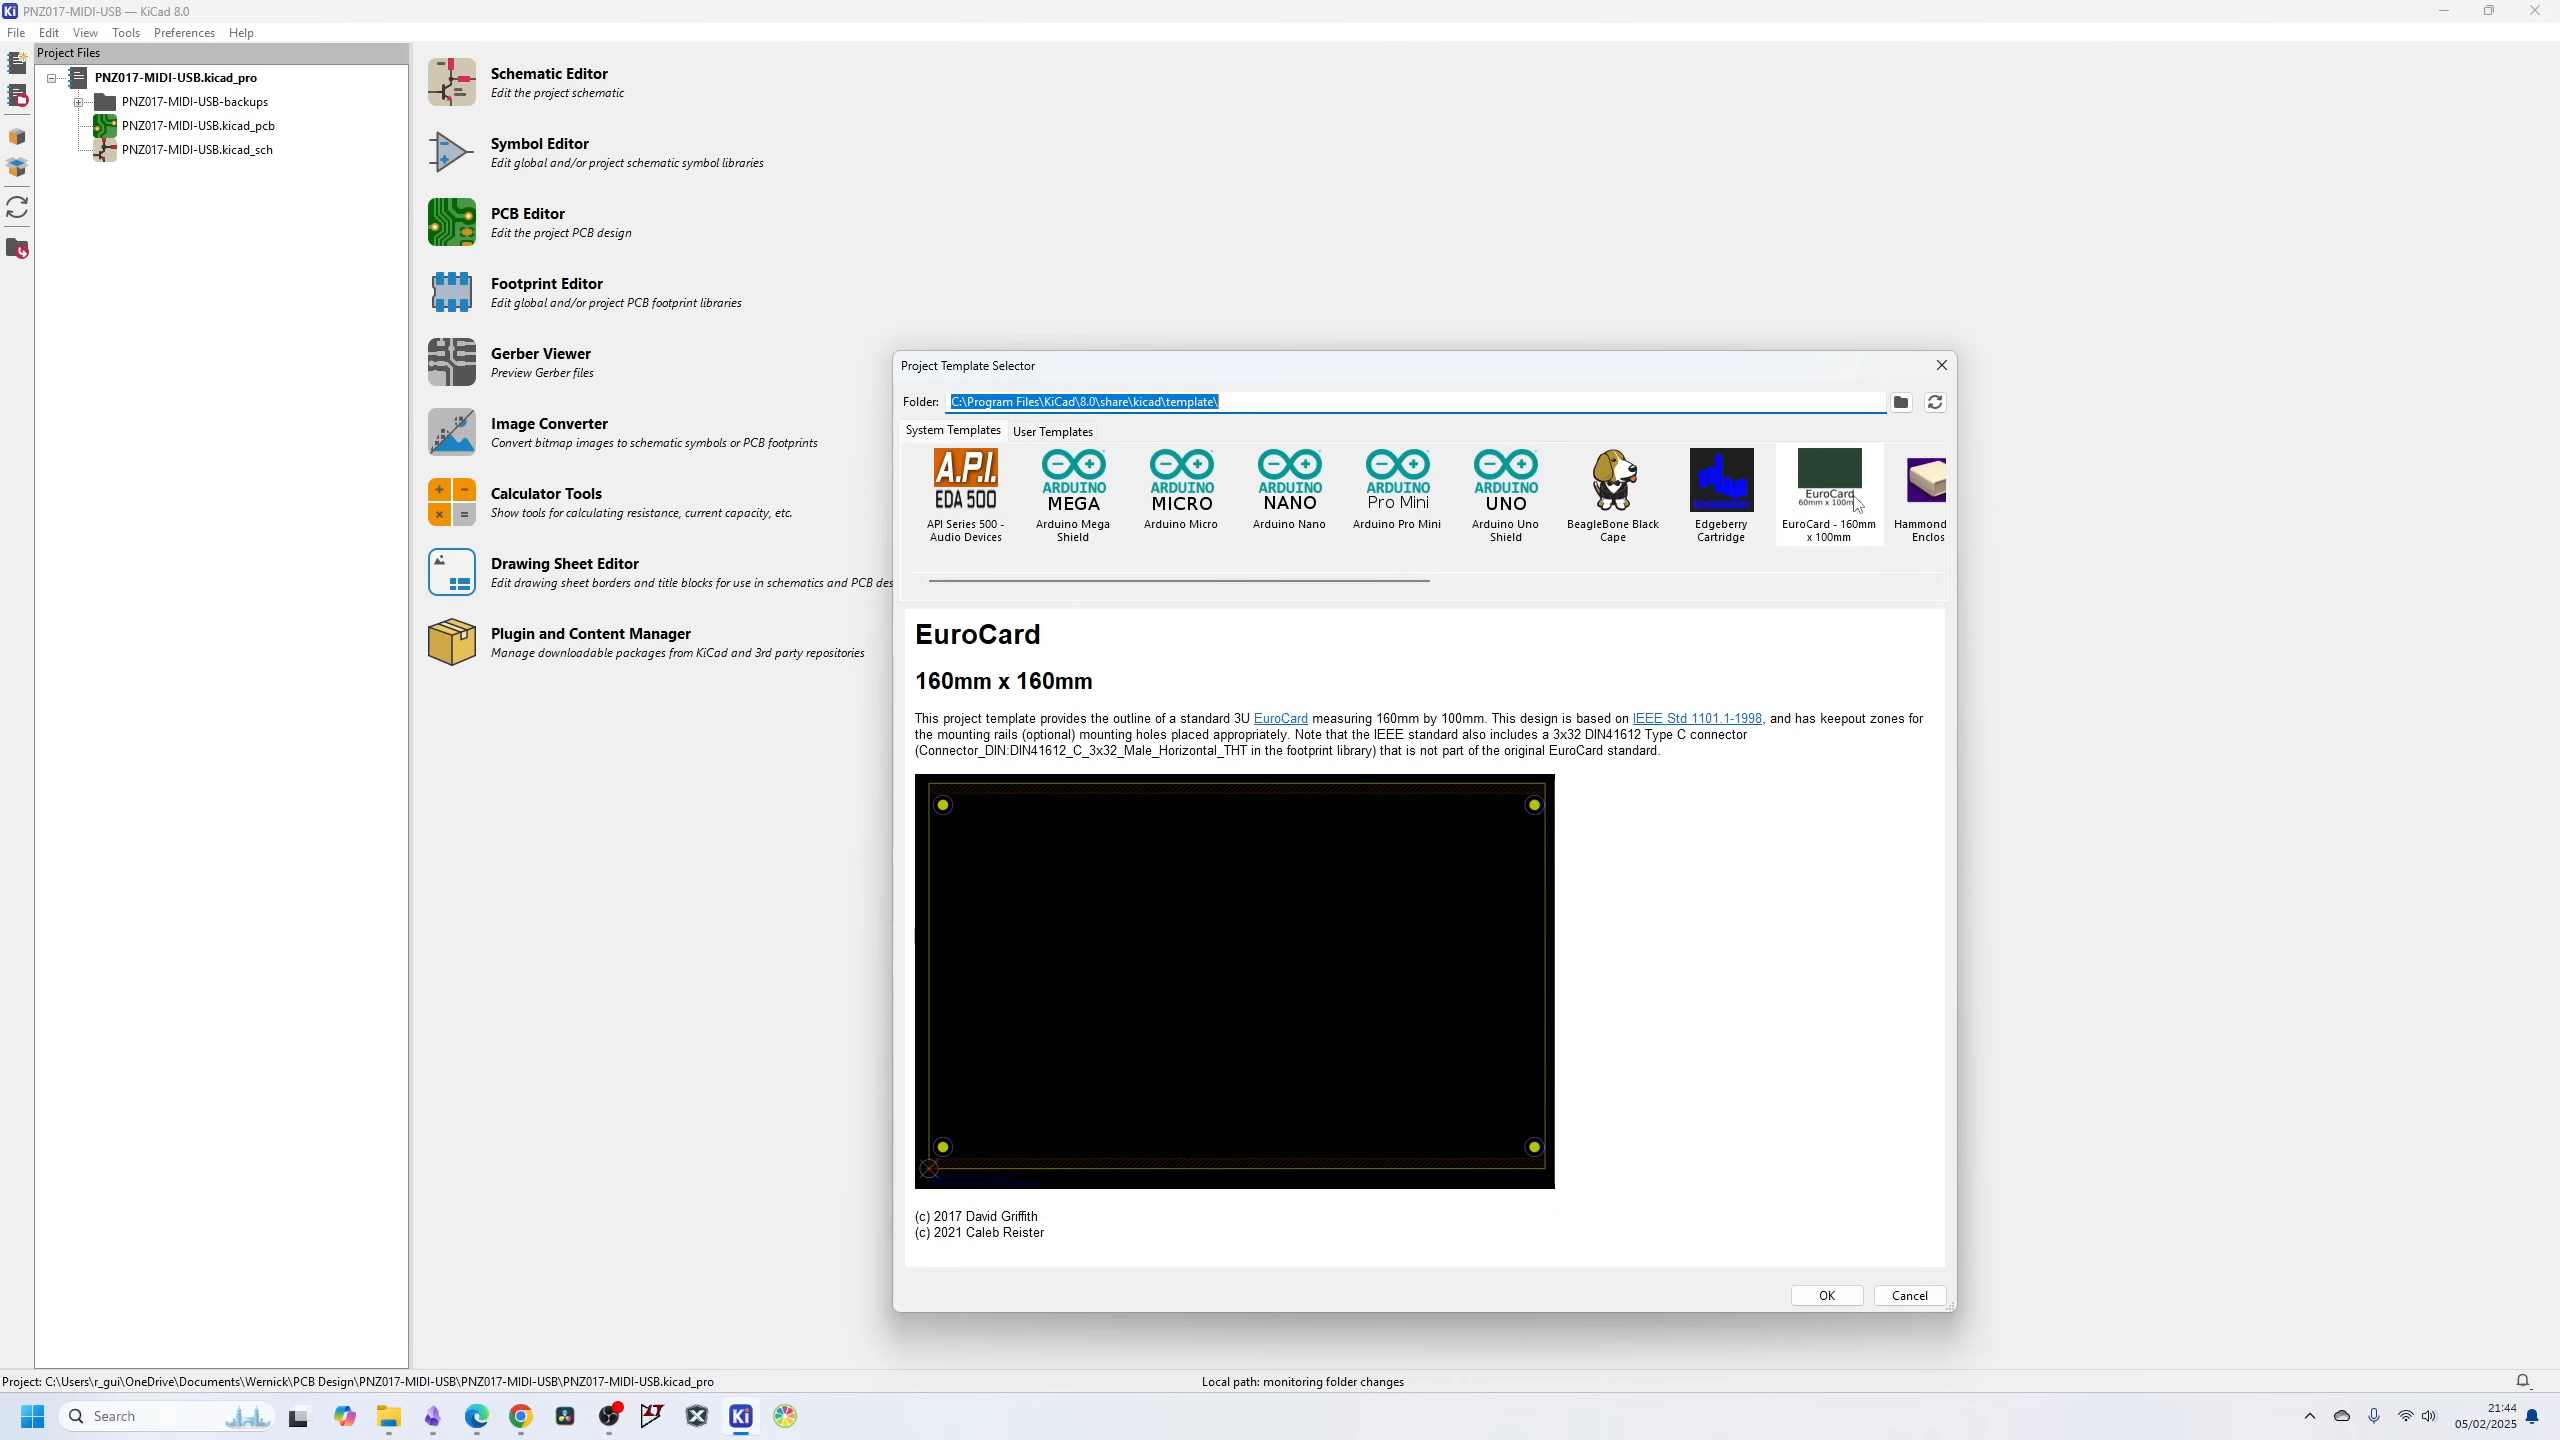 PNZ017-MIDI-USB — KiCad 8.0
File Edit View Tools Preferences Help
Project Files
PNZ017-MIDI-USB.kicad_pro
PNZ017-MIDI-USB-backups
PNZ017-MIDI-USB.kicad_pcb
PNZ017-MIDI-USB.kicad_sch
Schematic Editor
Edit the project schematic
Symbol Editor
Edit global and/or project schematic symbol libraries
PCB Editor
Edit the project PCB design
Footprint Editor
Edit global and/or project PCB footprint libraries
Gerber Viewer
Preview Gerber files
Image Converter
Convert bitmap images to schematic symbols or PCB footprints
Calculator Tools
Show tools for calculating resistance, current capacity, etc.
Drawing Sheet Editor
Edit drawing sheet borders and title blocks for use in schematics and PCB des
Plugin and Content Manager
Manage downloadable packages from KiCad and 3rd party repositories
Project Template Selector
Folder: C:\Program Files\KiCad\8.0\share\kicad\template\
System Templates User Templates
A.P.I.
EDA 500
API Series 500 -
Audio Devices
ARDUINO
MEGA
Arduino Mega
Shield
ARDUINO
MICRO
Arduino Micro
ARDUINO
NANO
Arduino Nano
ARDUINO
Pro Mini
Arduino Pro Mini
ARDUINO
UNO
Arduino Uno
Shield
BeagleBone Black
Cape
Edgeberry
Cartridge
EuroCard
60mm x 100m
EuroCard - 160mm
x 100mm
Hammond
Enclos
EuroCard
160mm x 160mm
This project template provides the outline of a standard 3U EuroCard measuring 160mm by 100mm. This design is based on IEEE Std 1101.1-1998, and has keepout zones for
the mounting rails (optional) mounting holes placed appropriately. Note that the IEEE standard also includes a 3x32 DIN41612 Type C connector
(Connector_DIN:DIN41612_C_3x32_Male_Horizontal_THT in the footprint library) that is not part of the original EuroCard standard.
(c) 2017 David Griffith
(c) 2021 Caleb Reister
OK Cancel
Project: C:\Users\r_gui\OneDrive\Documents\Wernick\PCB Design\PNZ017-MIDI-USB\PNZ017-MIDI-USB\PNZ017-MIDI-USB.kicad_pro
Local path: monitoring folder changes
Search
21:44
05/02/2025